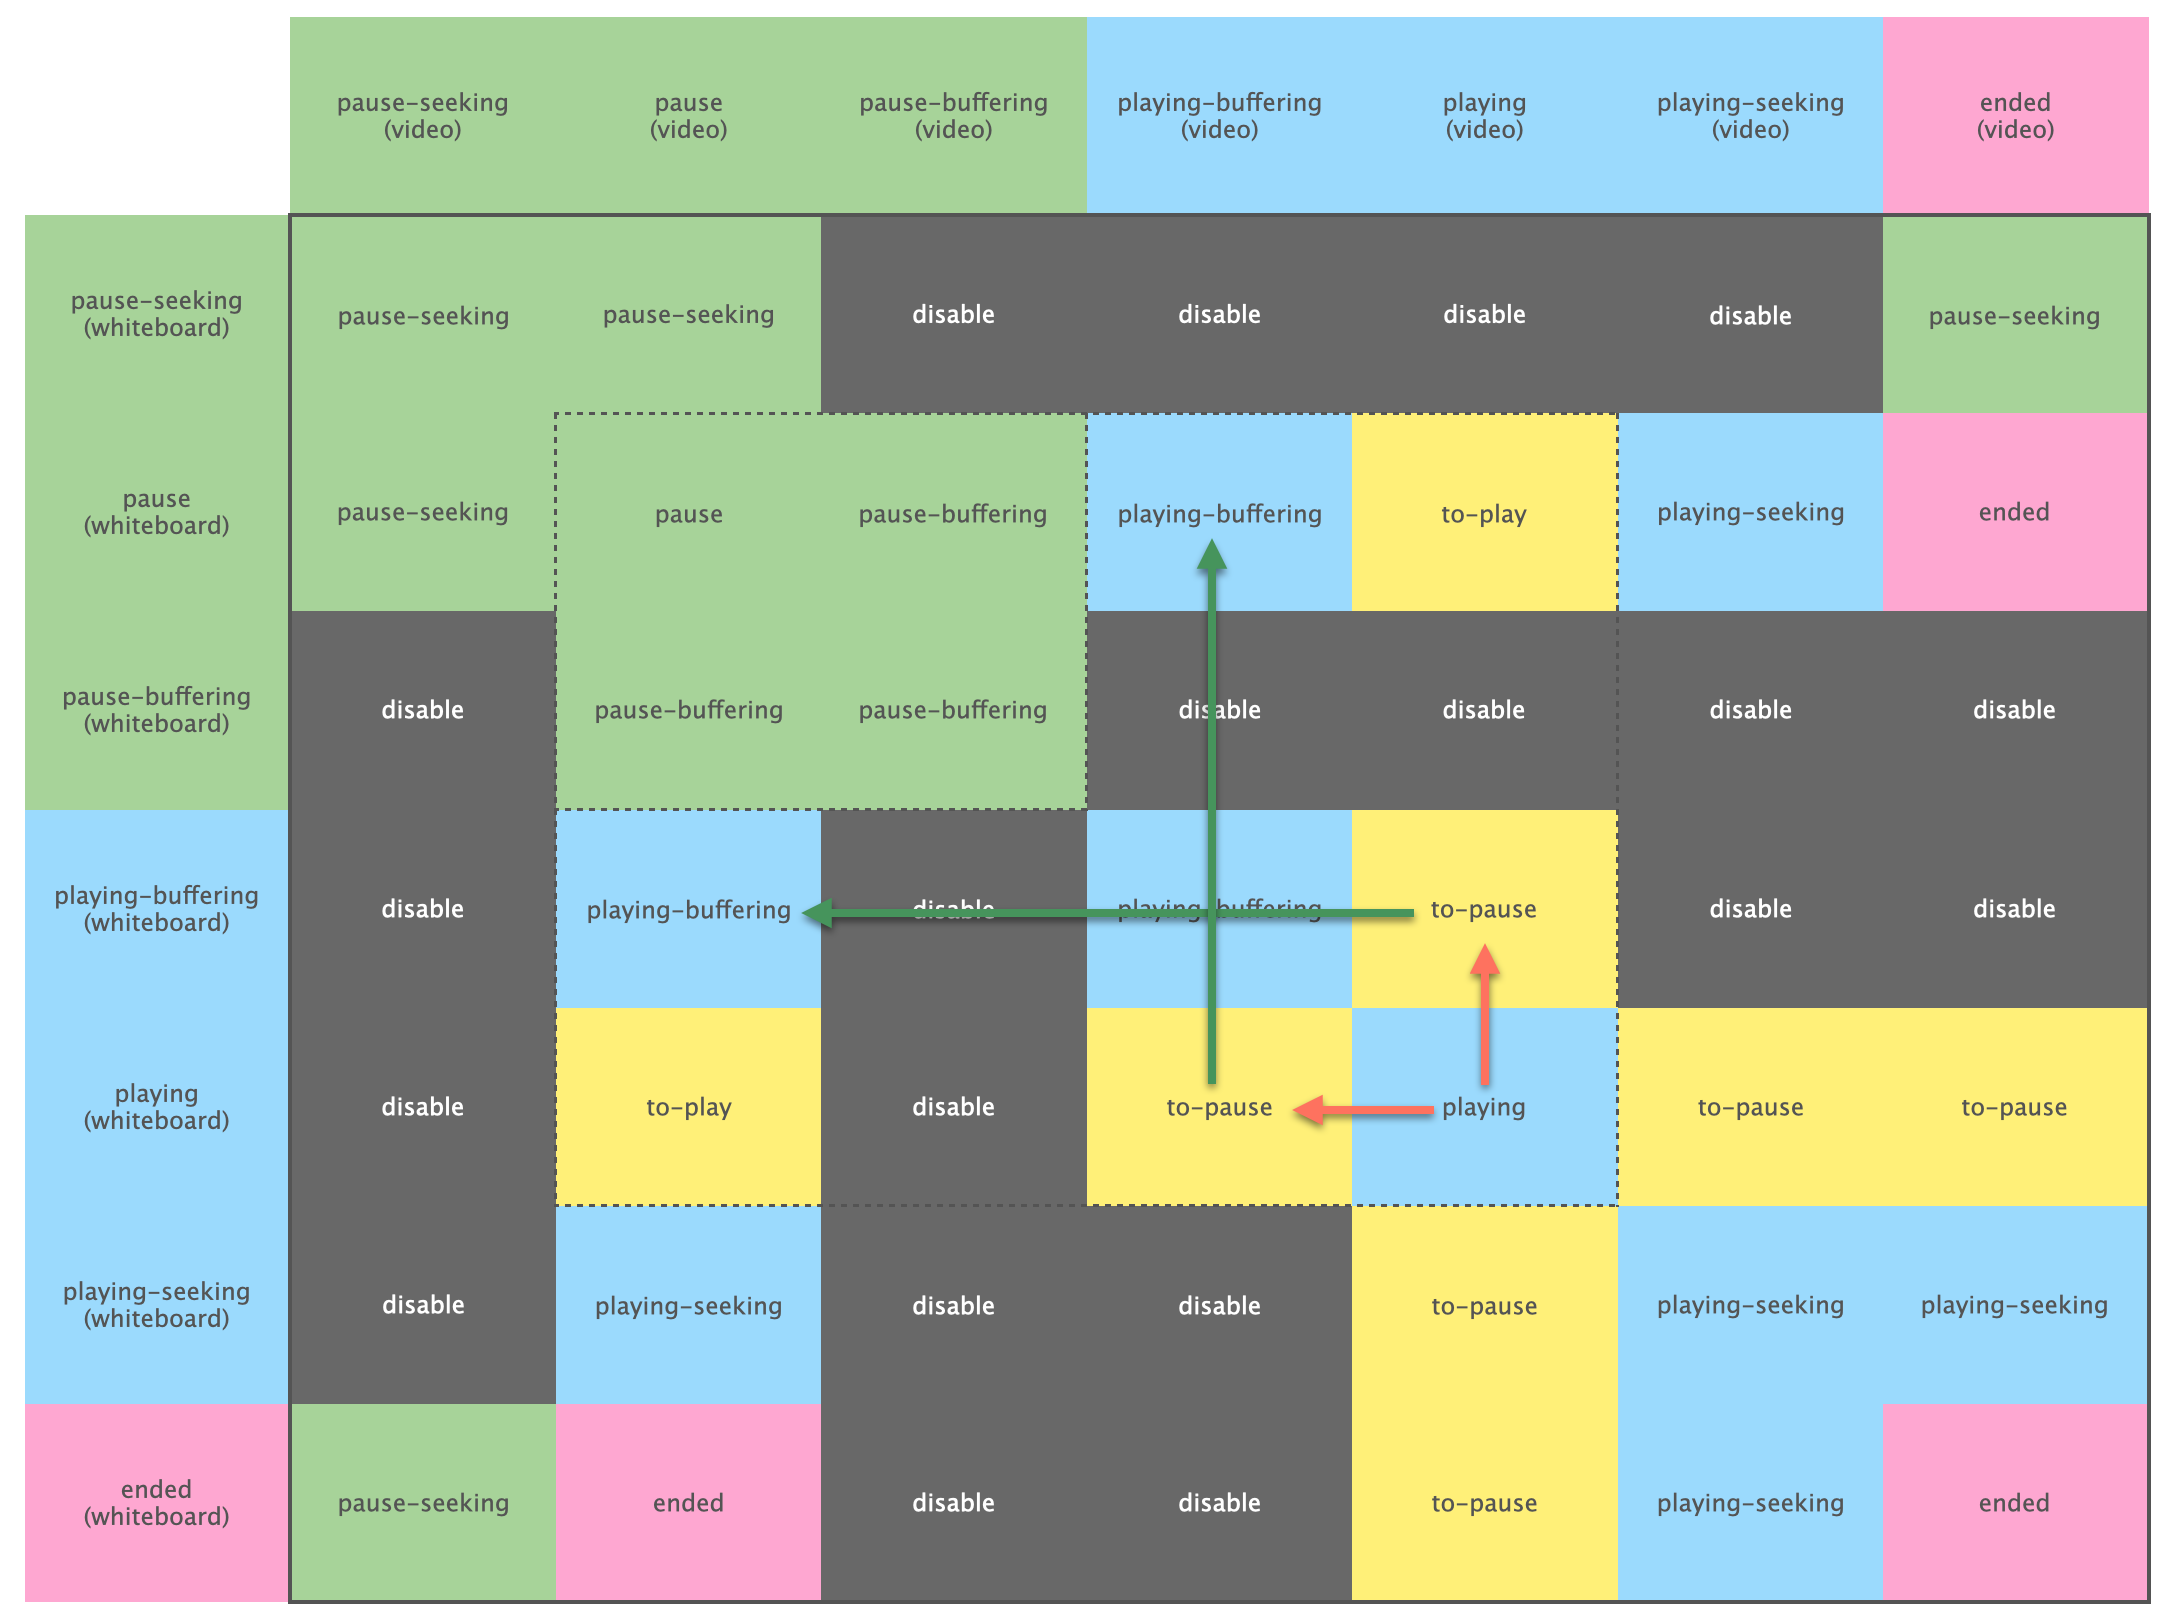 pause-seeking
(video)
pause
(video)
pause-buffering
(video)
playing-buffering
(video)
playing
(video)
playing-seeking
(video)
ended
(video)
pause-seeking
(whiteboard)
pause-seeking
pause-seeking
disable
disable
disable
disable
pause-seeking
pause
(whiteboard)
pause-seeking
pause
pause-buffering
playing-buffering
to-play
playing-seeking
ended
pause-buffering
(whiteboard)
disable
pause-buffering
pause-buffering
disable
disable
disable
disable
playing-buffering
(whiteboard)
disable
playing-buffering
disable
playing-buffering
to-pause
disable
disable
playing
(whiteboard)
disable
to-play
disable
to-pause
playing
to-pause
to-pause
playing-seeking
(whiteboard)
disable
playing-seeking
disable
disable
to-pause
playing-seeking
playing-seeking
ended
(whiteboard)
pause-seeking
ended
disable
disable
to-pause
playing-seeking
ended